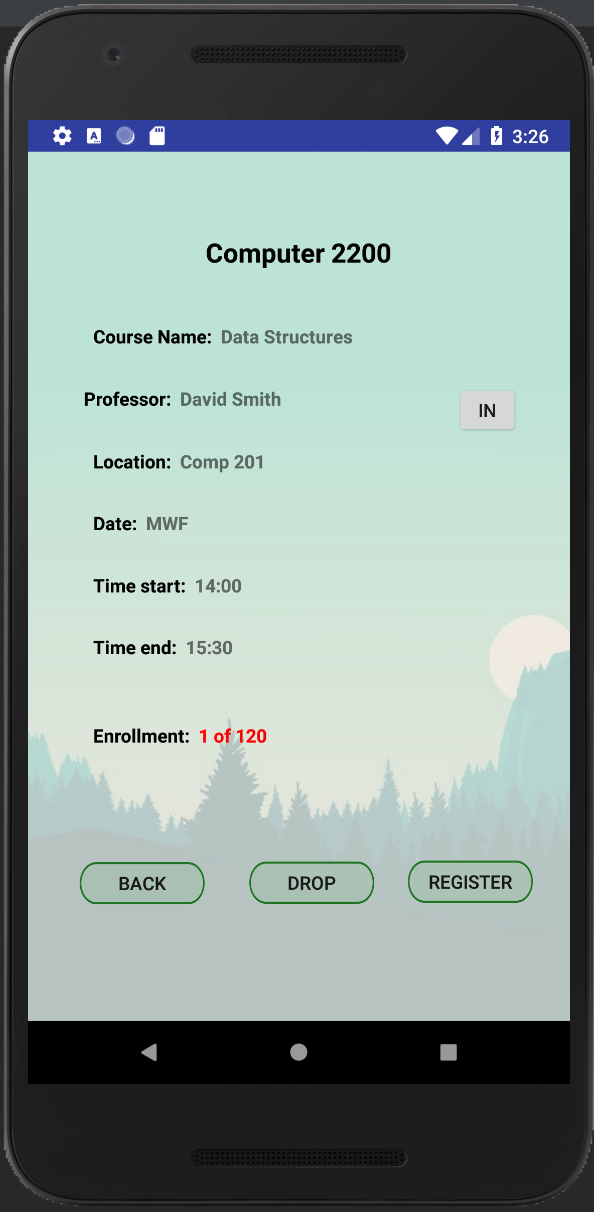 3:26
Computer 2200
Course Name: Data Structures
Professor: David Smith
IN
Location: Comp 201
Date: MWF
Time start: 14:00
Time end: 15:30
Enrollment: 1 of 120
BACK DROP REGISTER